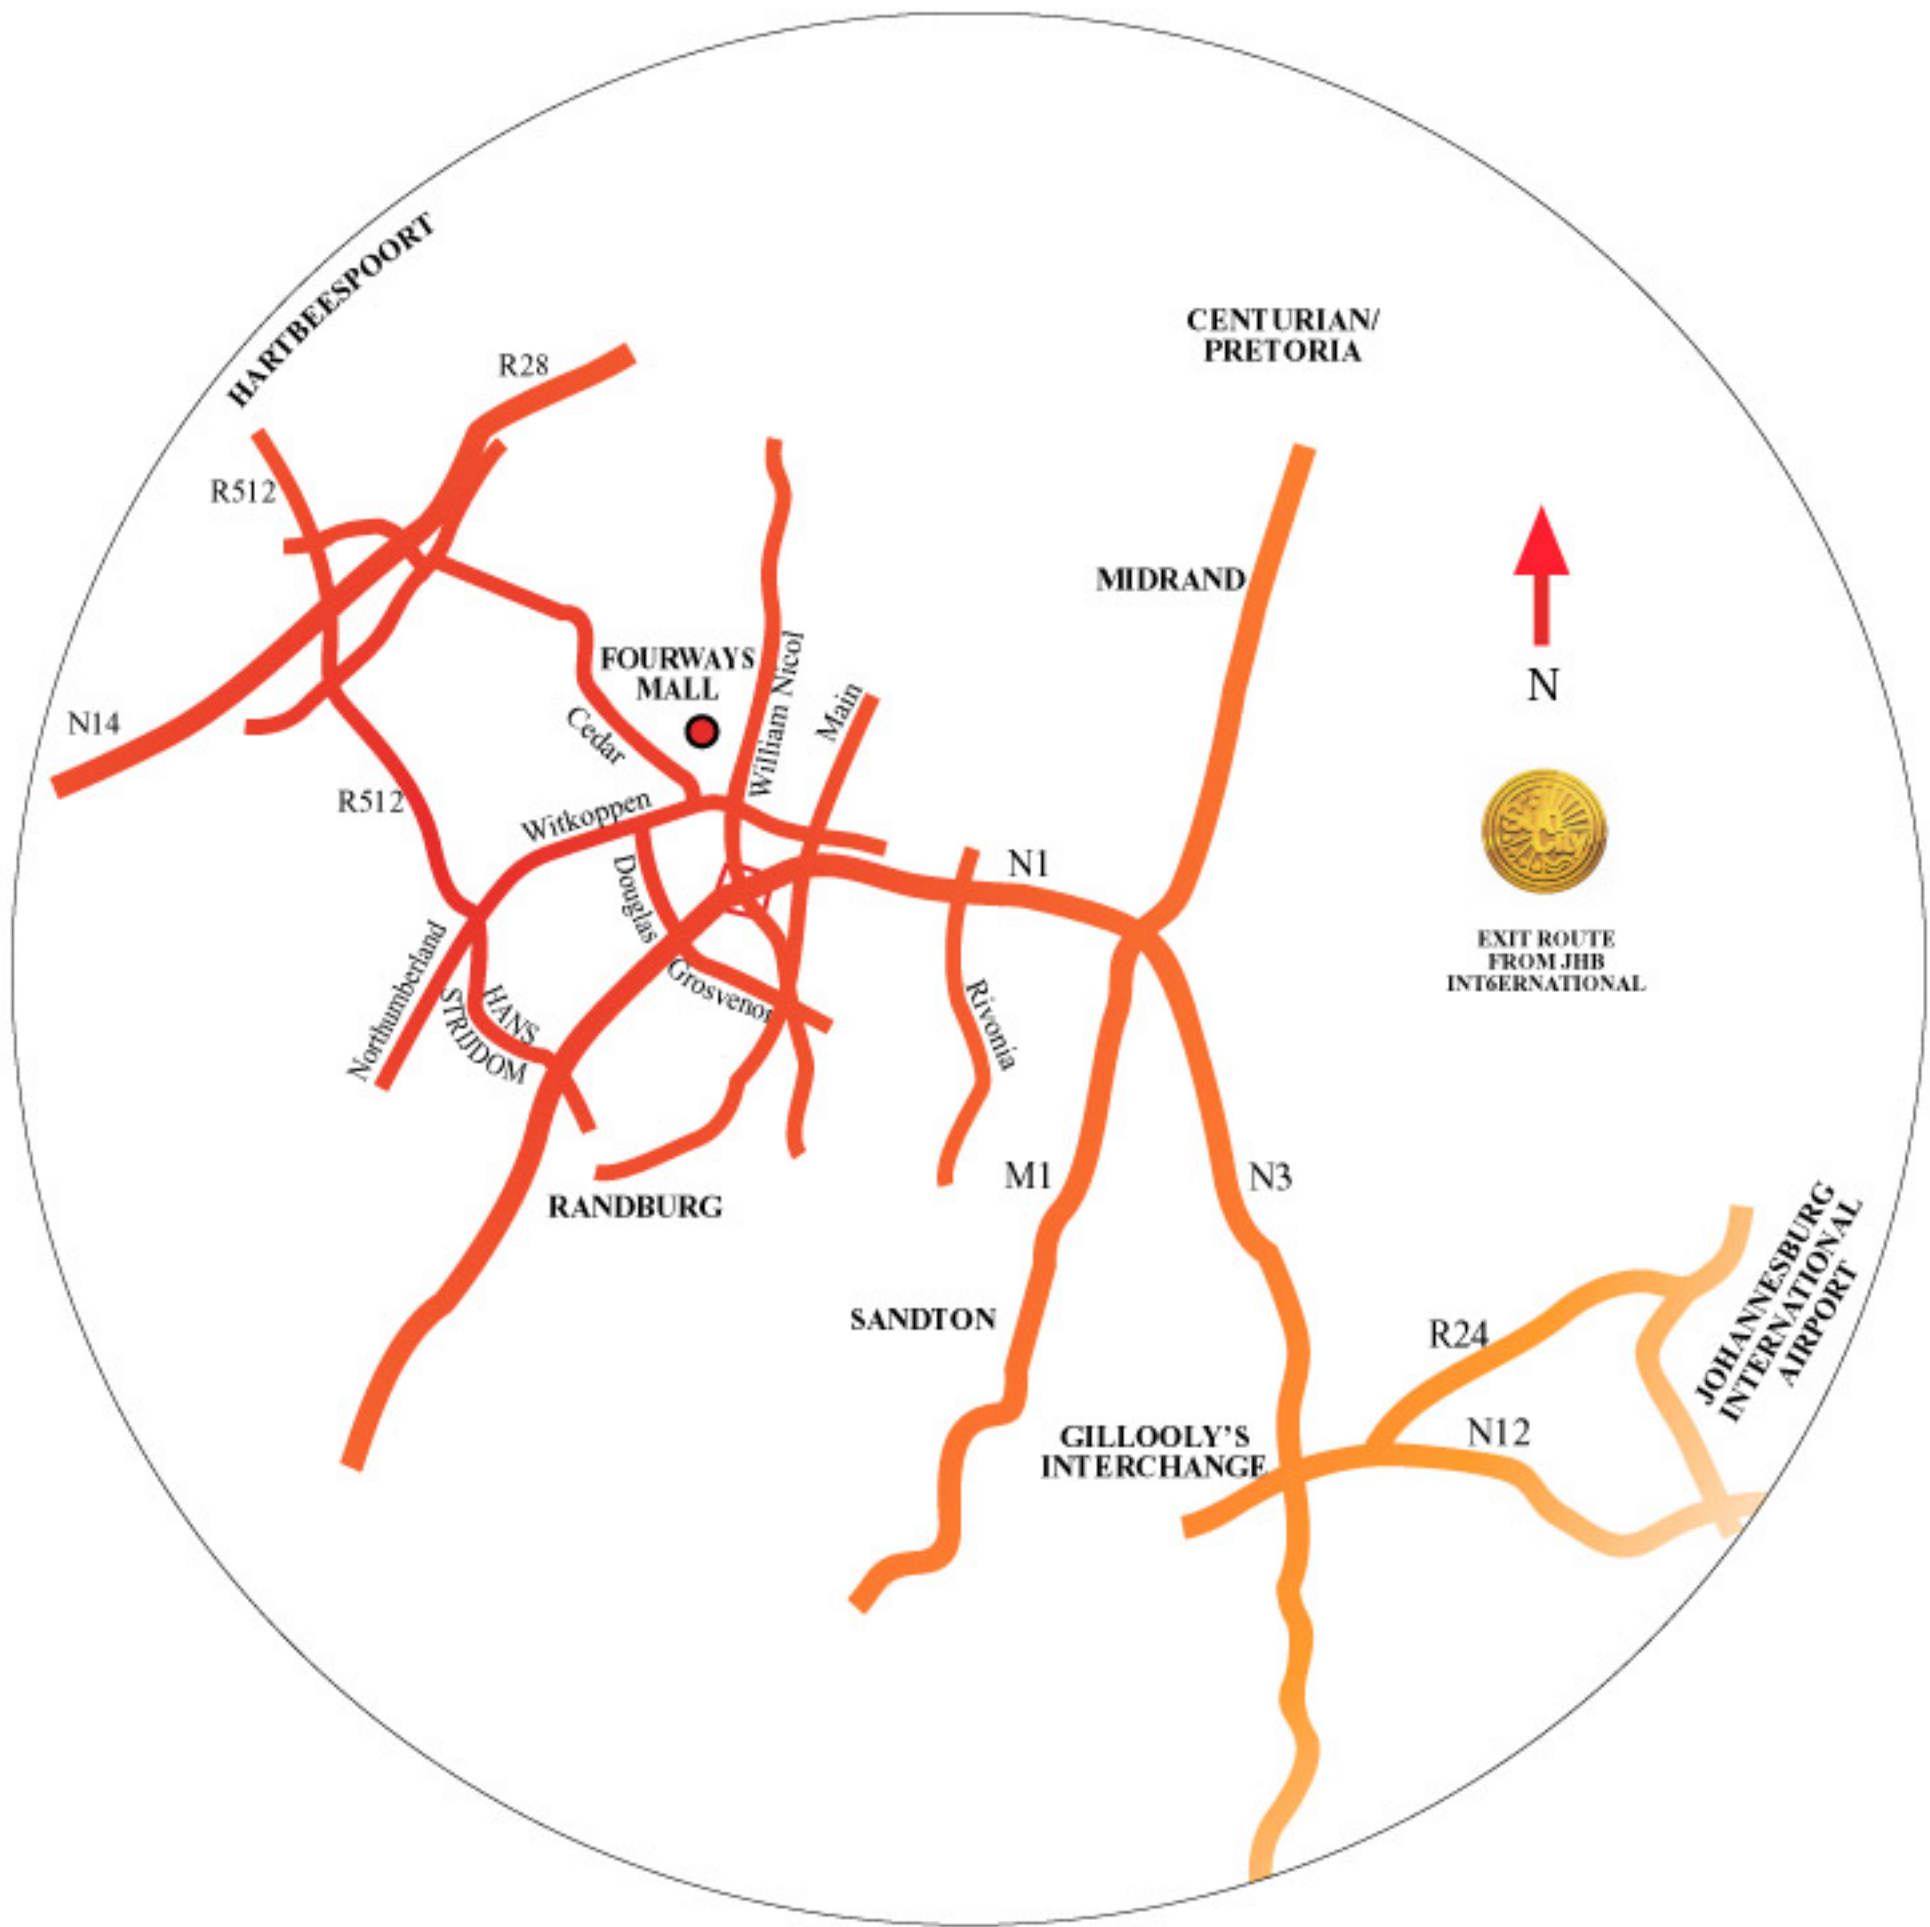 HARTBEESPOORT
R28
CENTURIAN/
PRETORIA
R512
MIDRAND
FOURWAYS
MALL
William Nicol
Main
N
N14
Cedar
R512
Witkoppen
Sun
City
N1
Douglas
EXIT ROUTE
FROM JHB
INT6ERNATIONAL
Northumberland
HANS
STRIJDOM
Grosvenor
Rivonia
M1
N3
RANDBURG
SANDTON
R24
JOHANNESBURG
INTERNATIONAL
AIRPORT
N12
GILLOOLY'S
INTERCHANGE